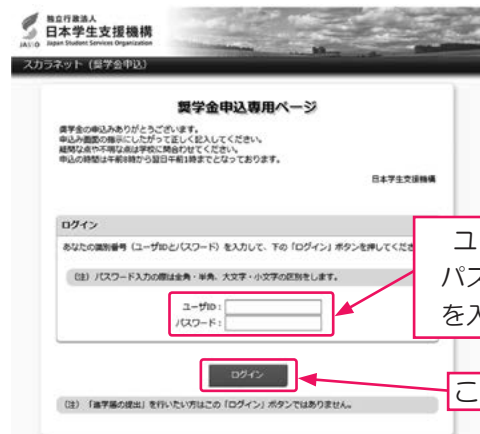 独立行政法人
日本学生支援機構
JASSO Japan Student Services Organization
スカラネット（奨学金申込）
奨学金申込専用ページ
奨学金の申込みありがとうございます。
申込み画面の指示にしたがって正しく記入してください。
疑問な点や不明な点は学校に問合わせてください。
申込の時間は午前8時から翌日午前1時までとなっております。
日本学生支援機構
ログイン
あなたの識別番号（ユーザIDとパスワード）を入力して、下の「ログイン」ボタンを押してくださ
（注）パスワード入力の際は全角・半角、大文字・小文字の区別をします。
ユーザID：
パスワード：
ユ
パス
を入
ログイン
こ
（注）「進学届の提出」を行いたい方はこの「ログイン」ボタンではありません。